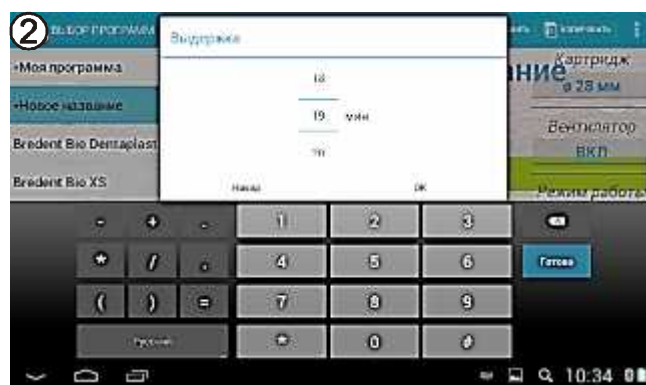 2
ВЫБОР ПРОГРАММ
Выдержка
•Моя программа
•Новое название
Bredent Bio Dentaplast
Bredent Bio XS
18
19 мин
20
Назад OK
ние
Картридж
ø 28 мм
Вентилятор
ВКЛ
Режим работы
- + .
1 2 3
* / ,
4 5 6
Готово
( ) =
7 8 9
Русский
* 0 #
10:34